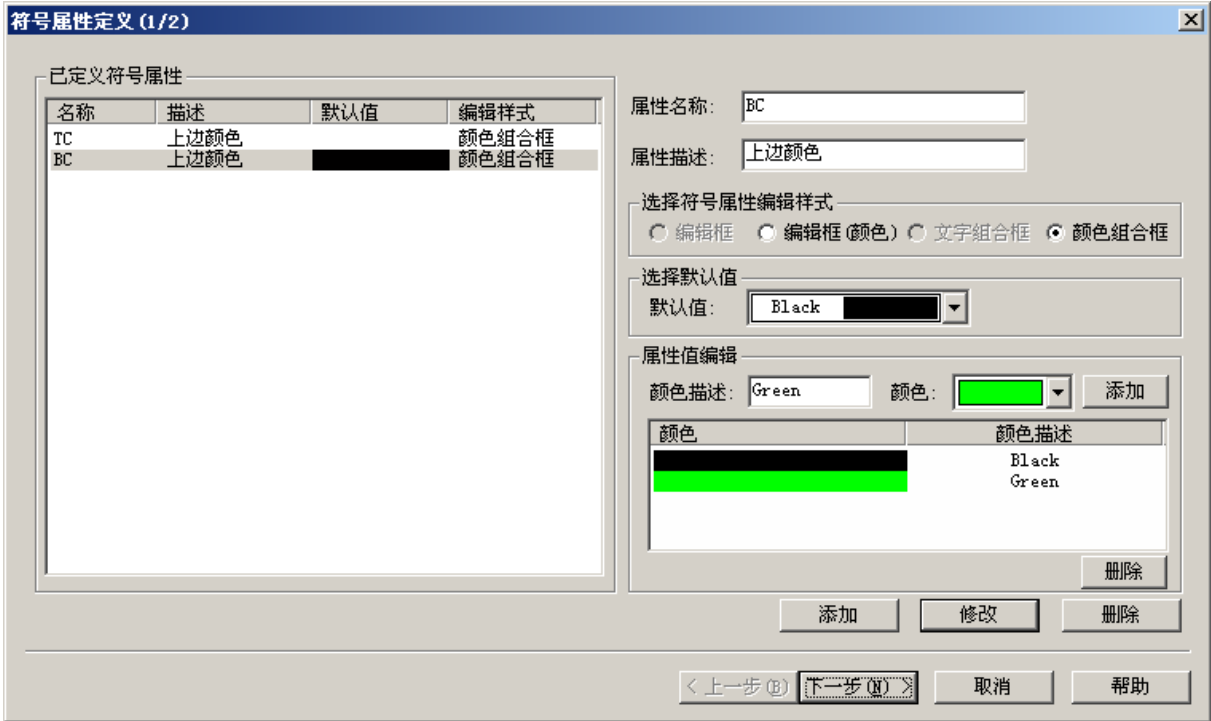 符号属性定义(1/2)
已定义符号属性
名称 描述 默认值 编辑样式
TC 上边颜色 颜色组合框
BC 上边颜色 颜色组合框
属性名称: BC
属性描述: 上边颜色
选择符号属性编辑样式
编辑框 编辑框(颜色) 文字组合框 颜色组合框
选择默认值
默认值: Black
属性值编辑
颜色描述: Green 颜色: 添加
颜色 颜色描述
Black
Green
删除
添加 修改 删除
< 上一步(B) 下一步(N) > 取消 帮助